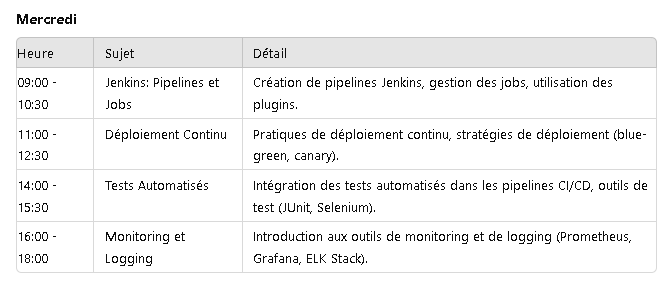 Mercredi
Heure Sujet Détail
09:00 - Jenkins: Pipelines et Création de pipelines Jenkins, gestion des jobs, utilisation des
10:30 Jobs plugins.
11:00 - Déploiement Continu Pratiques de déploiement continu, stratégies de déploiement (blue-
12:30 green, canary).
14:00 - Tests Automatisés Intégration des tests automatisés dans les pipelines CI/CD, outils de
15:30 test (JUnit, Selenium).
16:00 - Monitoring et Introduction aux outils de monitoring et de logging (Prometheus,
18:00 Logging Grafana, ELK Stack).